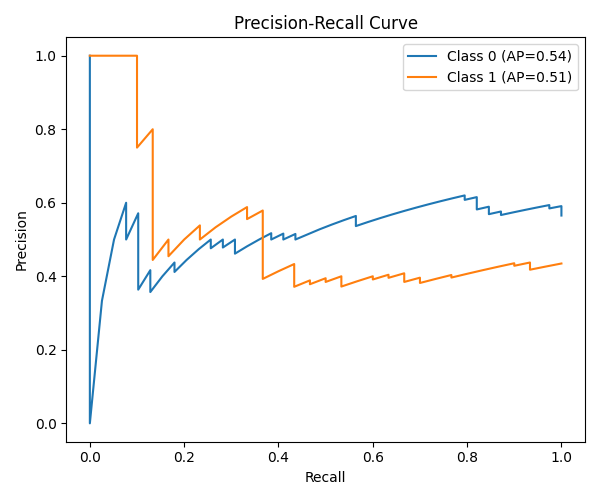 Precision-Recall Curve
Class 0 (AP=0.54)
Class 1 (AP=0.51)
Precision
1.0
0.8
0.6
0.4
0.2
0.0
0.0 0.2 0.4 0.6 0.8 1.0
Recall